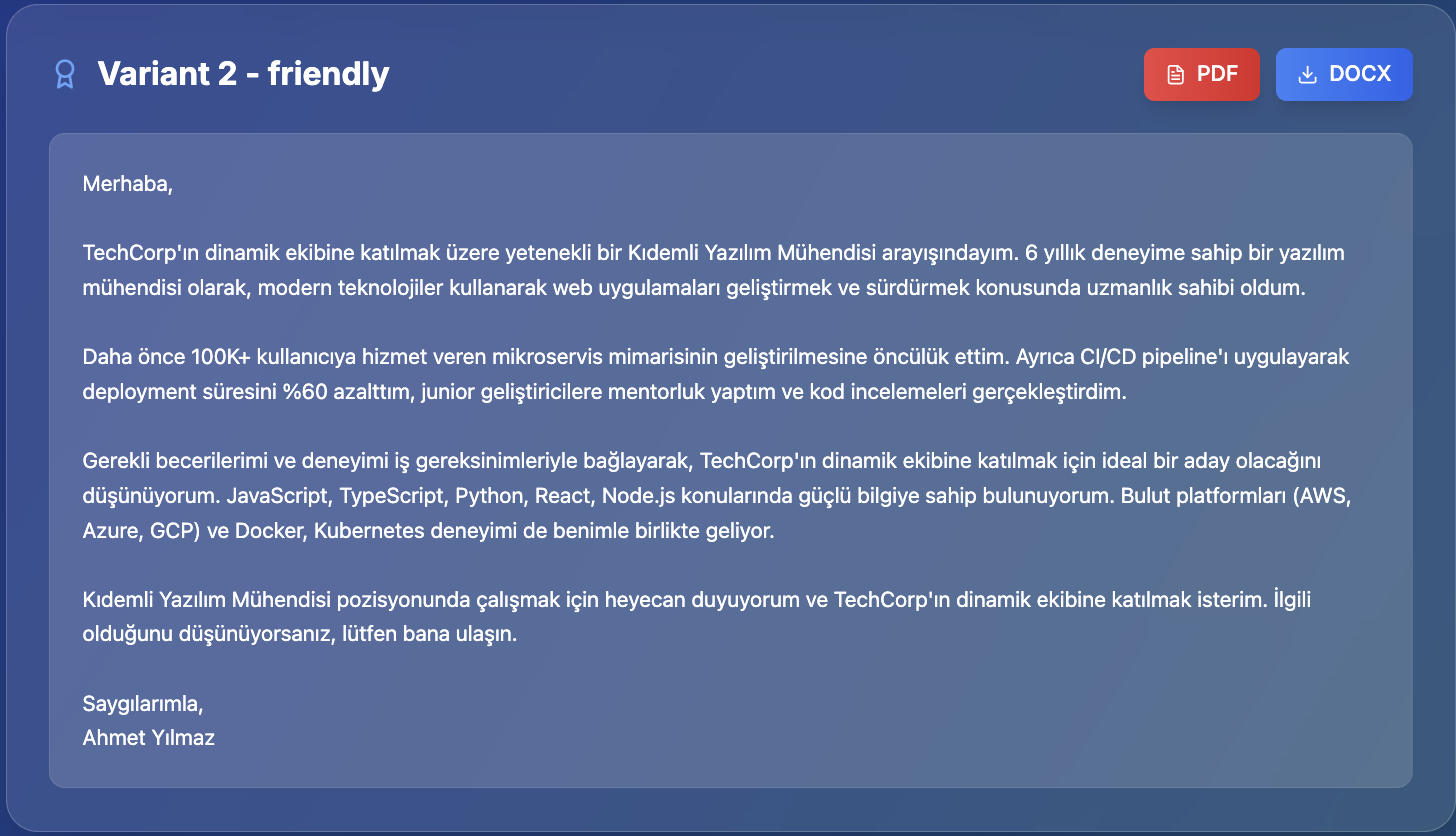 Variant 2 - friendly
PDF
DOCX
Merhaba,
TechCorp'ın dinamik ekibine katılmak üzere yetenekli bir Kıdemli Yazılım Mühendisi arayışındayım. 6 yıllık deneyime sahip bir yazılım
mühendisi olarak, modern teknolojiler kullanarak web uygulamaları geliştirmek ve sürdürmek konusunda uzmanlık sahibi oldum.
Daha önce 100K+ kullanıcıya hizmet veren mikroservis mimarisinin geliştirilmesine öncülük ettim. Ayrıca CI/CD pipeline'ı uygulayarak
deployment süresini %60 azalttım, junior geliştiricilere mentorluk yaptım ve kod incelemeleri gerçekleştirdim.
Gerekli becerilerimi ve deneyimi iş gereksinimleriyle bağlayarak, TechCorp'ın dinamik ekibine katılmak için ideal bir aday olacağını
düşünüyorum. JavaScript, TypeScript, Python, React, Node.js konularında güçlü bilgiye sahip bulunuyorum. Bulut platformları (AWS,
Azure, GCP) ve Docker, Kubernetes deneyimi de benimle birlikte geliyor.
Kıdemli Yazılım Mühendisi pozisyonunda çalışmak için heyecan duyuyorum ve TechCorp'ın dinamik ekibine katılmak isterim. İlgili
olduğunu düşünüyorsanız, lütfen bana ulaşın.
Saygılarımla,
Ahmet Yılmaz